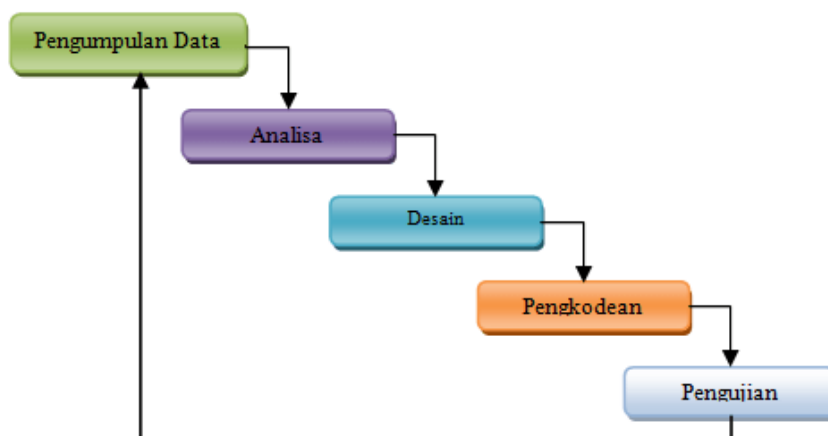 Pengumpulan Data
Analisa
Desain
Pengkodean
Pengujian